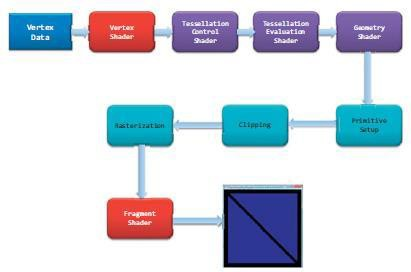 Vertex
Data
Vertex
Shader
Tessellation
Control
Shader
Tessellation
Evaluation
Shader
Geometry
Shader
Rasterization
Clipping
Primitive
Setup
Fragment
Shader